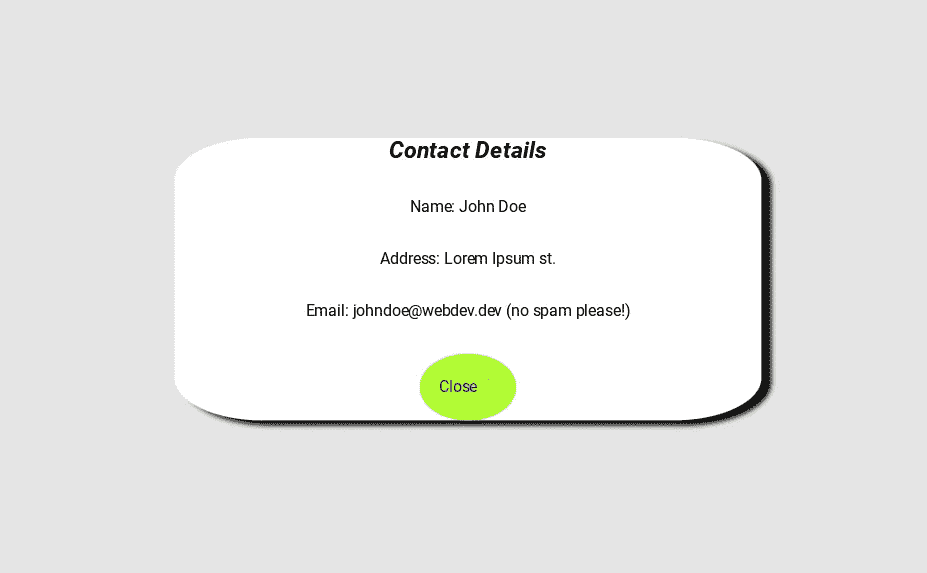 Contact Details
Name: John Doe
Address: Lorem Ipsum st.
Email: johndoe@webdev.dev (no spam please!)
Close